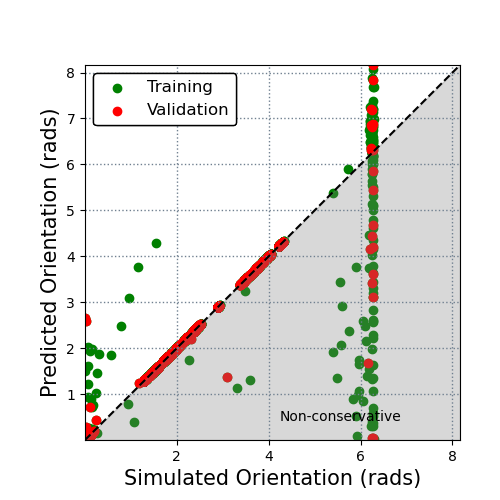 Training
Validation
Predicted Orientation (rads)
8
7
6
5
4
3
2
1
Non-conservative
2 4 6 8
Simulated Orientation (rads)